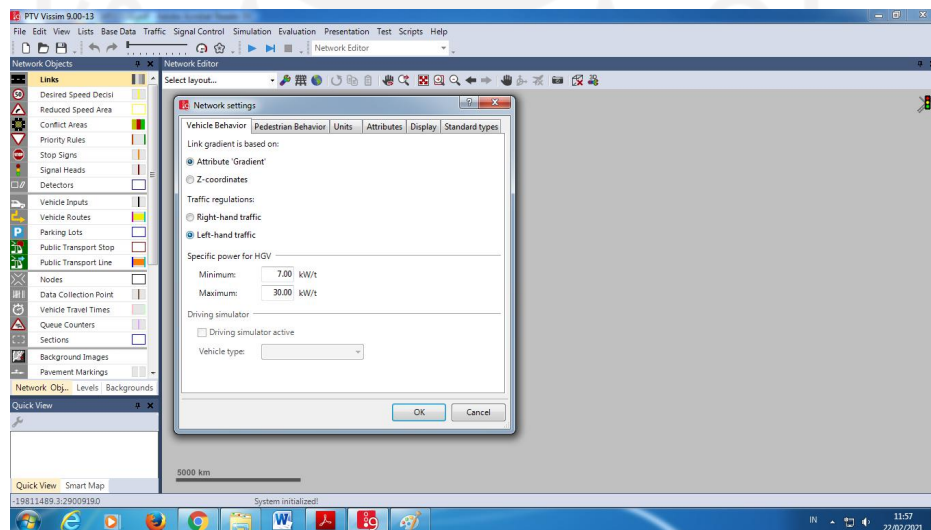 PTV Vissim 9.00-13
File Edit View Lists Base Data Traffic Signal Control Simulation Evaluation Presentation Test Scripts Help
Network Editor
Network Objects
Network Editor
Select layout...
Links
Desired Speed Decisi
Reduced Speed Area
Conflict Areas
Priority Rules
Stop Signs
Signal Heads
Detectors
Vehicle Inputs
Vehicle Routes
Parking Lots
Public Transport Stop
Public Transport Line
Nodes
Data Collection Point
Vehicle Travel Times
Queue Counters
Sections
Background Images
Pavement Markings
Network Obj... Levels Backgrounds
Quick View
Quick View Smart Map
Network settings
Vehicle Behavior Pedestrian Behavior Units Attributes Display Standard types
Link gradient is based on:
Attribute 'Gradient'
Z-coordinates
Traffic regulations:
Right-hand traffic
Left-hand traffic
Specific power for HGV
Minimum: 7.00 kW/t
Maximum: 30.00 kW/t
Driving simulator
Driving simulator active
Vehicle type:
OK Cancel
5000 km
-19811489.3:2900919.0 System initialized!
IN 11:57
22/02/2021